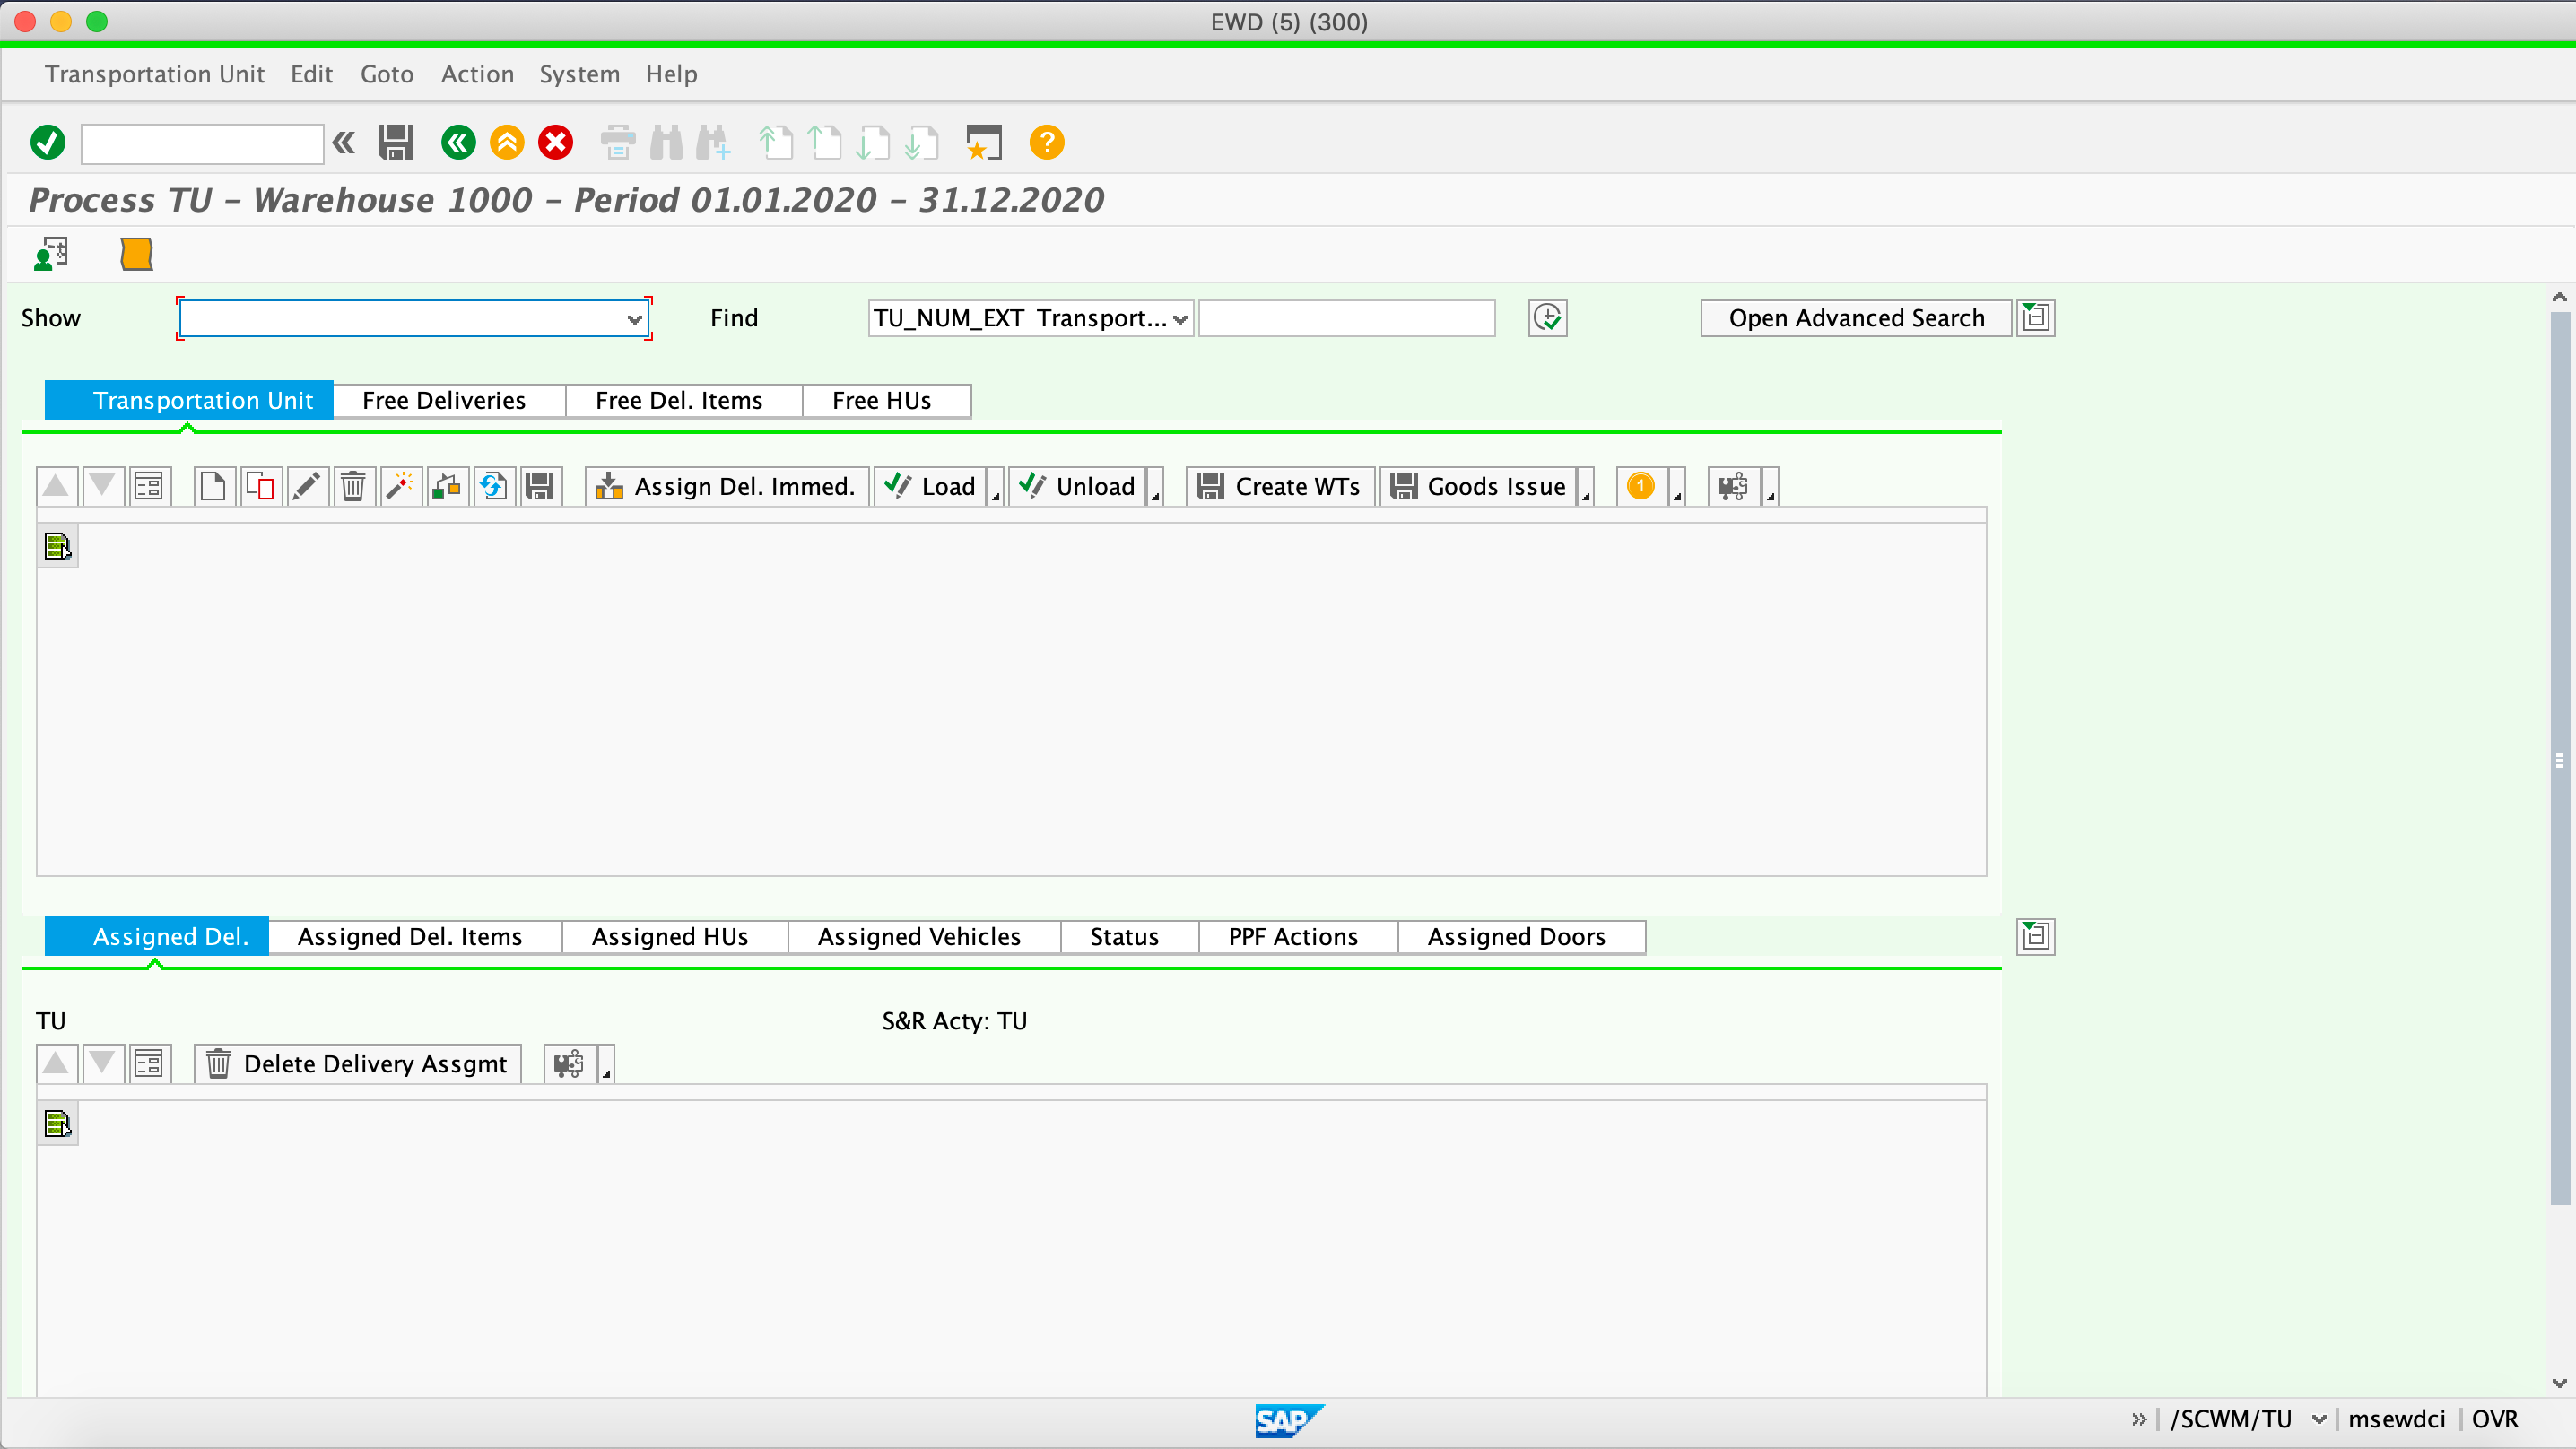 EWD (5) (300)
Transportation Unit Edit Goto Action System Help
Process TU - Warehouse 1000 - Period 01.01.2020 - 31.12.2020
Show Find TU_NUM_EXT Transport... Open Advanced Search
Transportation Unit Free Deliveries Free Del. Items Free HUs
Assign Del. Immed. Load Unload Create WTs Goods Issue 1
Assigned Del. Assigned Del. Items Assigned HUs Assigned Vehicles Status PPF Actions Assigned Doors
TU S&R Acty: TU
Delete Delivery Assgmt
SAP /SCWM/TU msewdci OVR